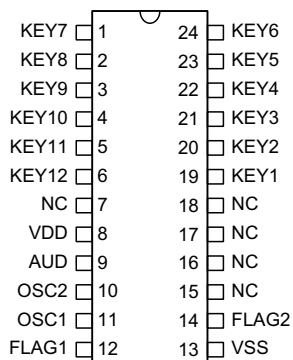 KEY7 1 24 KEY6
KEY8 2 23 KEY5
KEY9 3 22 KEY4
KEY10 4 21 KEY3
KEY11 5 20 KEY2
KEY12 6 19 KEY1
NC 7 18 NC
VDD 8 17 NC
AUD 9 16 NC
OSC2 10 15 NC
OSC1 11 14 FLAG2
FLAG1 12 13 VSS